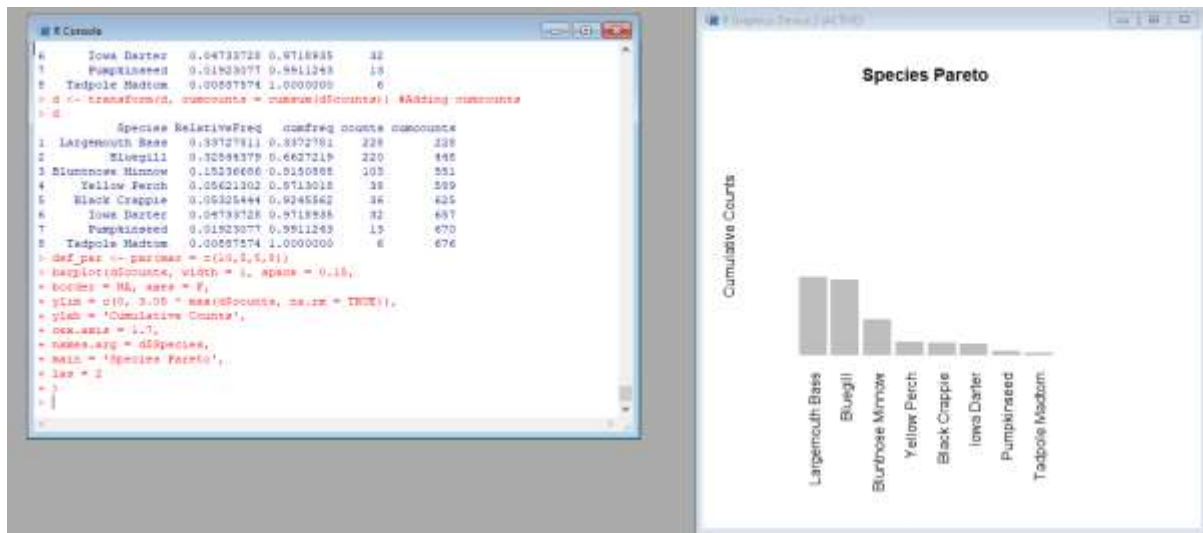 R Console
6 Iowa Darter 0.04733728 0.9718935 32
7 Pumpkinseed 0.01923077 0.9911243 13
8 Tadpole Madtom 0.00887574 1.0000000 6
> d <- transform(d, cumcounts = cumsum(d$counts)) #Adding cumcounts
> d
Species RelativeFreq cumfreq counts cumcounts
1 Largemouth Bass 0.33727811 0.3372781 228 228
2 Bluegill 0.32544379 0.6627219 220 448
3 Bluntnose Minnow 0.15236686 0.8150888 103 551
4 Yellow Perch 0.05621302 0.8713018 38 589
5 Black Crappie 0.05325444 0.9245562 36 625
6 Iowa Darter 0.04733728 0.9718935 32 657
7 Pumpkinseed 0.01923077 0.9911243 13 670
8 Tadpole Madtom 0.00887574 1.0000000 6 676
> def_par <- par(mar =
> barplot(d$counts, width = 1, space = 0.15,
+ border = NA, axes = F,
+ ylim = c(0, 3.05 * max(d$counts, na.rm = TRUE)),
+ ylab = 'Cumulative Counts',
+ cex.axis = 1.7,
+ names.arg = d$Species,
+ main = 'Species Pareto',
+ las = 2
+ )
>
R Graphics: Device 2 (ACTIVE)
Species Pareto
Cumulative Counts
Largemouth Bass
Bluegill
Bluntnose Minnow
Yellow Perch
Black Crappie
Iowa Darter
Pumpkinseed
Tadpole Madtom